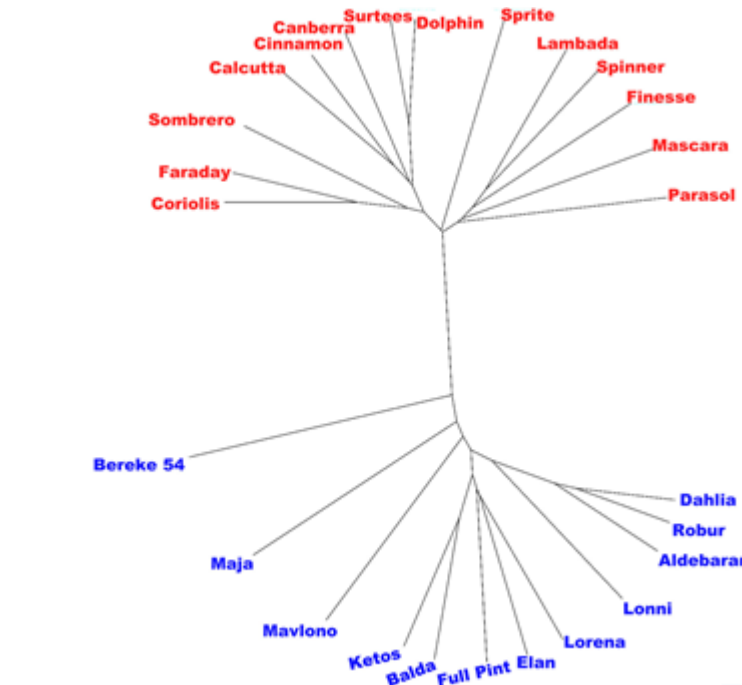 Surtees
Dolphin
Sprite
Canberra
Cinnamon
Lambada
Calcutta
Spinner
Finesse
Sombrero
Mascara
Faraday
Parasol
Coriolis
Bereke 54
Dahlia
Robur
Aldebaran
Maja
Lonni
Mavlono
Lorena
Ketos
Balda
Full Pint
Elan